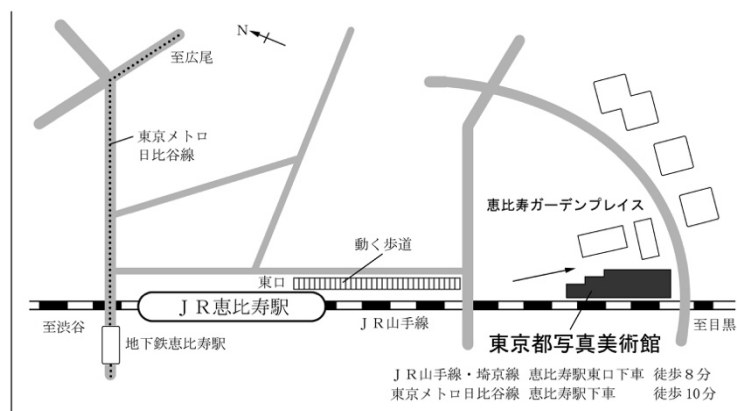 N
至広尾
東京メトロ
日比谷線
恵比寿ガーデンプレイス
動く歩道
東口
ＪＲ恵比寿駅
至渋谷
ＪＲ山手線
至目黒
地下鉄恵比寿駅
東京都写真美術館
ＪＲ山手線・埼京線 恵比寿駅東口下車 徒歩８分
東京メトロ日比谷線 恵比寿駅下車 徒歩10分